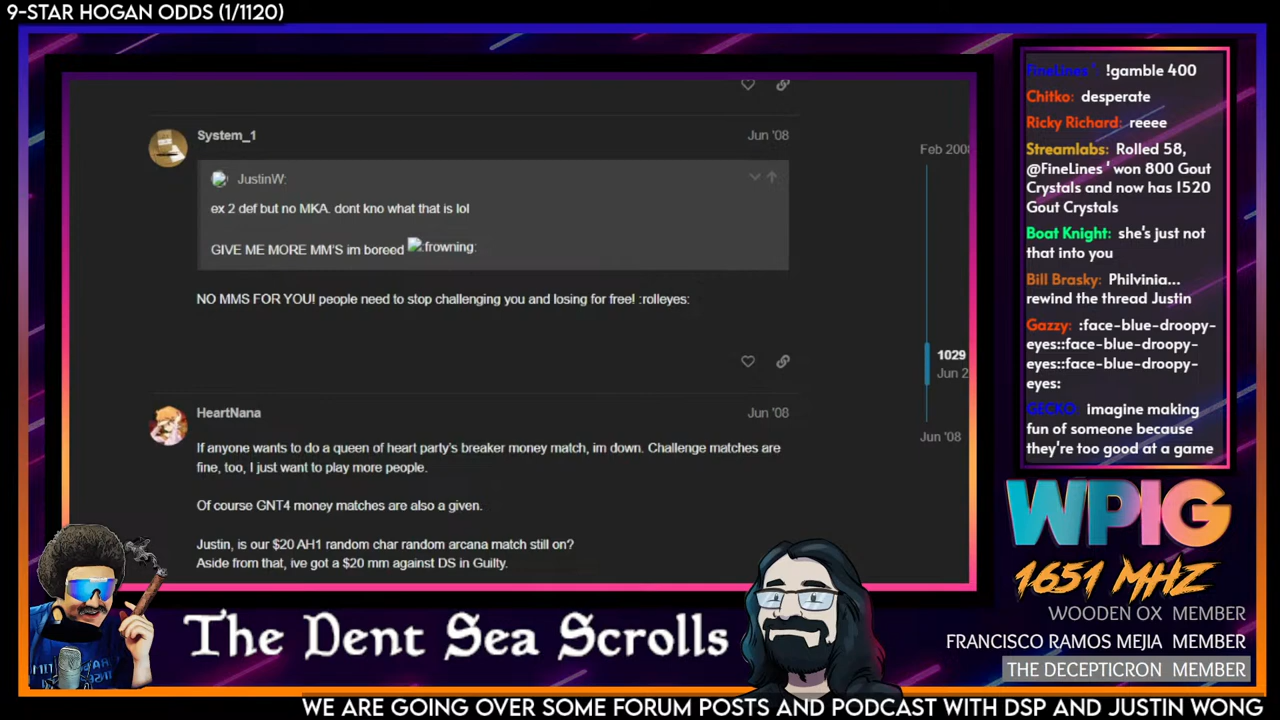 9-STAR HOGAN ODDS (1/1120)
System_1
Jun '08
JustinW:
ex 2 def but no MKA. dont kno what that is lol
GIVE ME MORE MM'S im boreed :frowning:
NO MMS FOR YOU! people need to stop challenging you and losing for free! :rolleyes:
HeartNana
Jun '08
If anyone wants to do a queen of heart party's breaker money match, im down. Challenge matches are
fine, too, I just want to play more people.
Of course GNT4 money matches are also a given.
Justin, is our $20 AH1 random char random arcana match still on?
Aside from that, ive got a $20 mm against DS in Guilty.
Feb 2008
1029
Jun 2
Jun '08
FineLines ': !gamble 400
Chitko: desperate
Ricky Richard: reeee
Streamlabs: Rolled 58,
@FineLines ' won 800 Gout
Crystals and now has 1520
Gout Crystals
Boat Knight: she's just not
that into you
Bill Brasky: Philvinia...
rewind the thread Justin
Gazzy: :face-blue-droopy-
eyes::face-blue-droopy-
eyes::face-blue-droopy-
eyes:
GECKO: imagine making
fun of someone because
they're too good at a game
WPIG
1651 MHZ
WOODEN OX MEMBER
FRANCISCO RAMOS MEJIA MEMBER
THE DECEPTICRON MEMBER
The Dent Sea Scrolls
WE ARE GOING OVER SOME FORUM POSTS AND PODCAST WITH DSP AND JUSTIN WONG